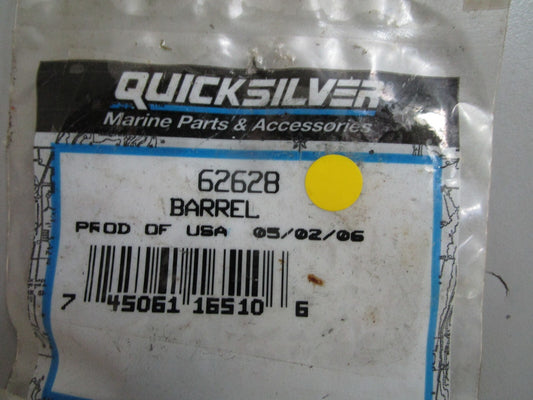 QUICKSILVER
Marine Parts & Accessories
62628
BARREL
PROD OF USA 05/02/06
7 45061 16510 6